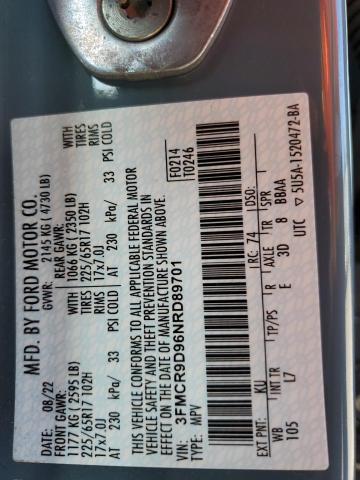 MFD. BY FORD MOTOR CO.
DATE: 08/22 GVWR: 2145 KG ( 4730 LB)
FRONT GAWR: REAR GAWR: WITH
1177 KG ( 2595 LB) 1066 KG ( 2350 LB) TIRES
225/65R17 102H 225/65R17 102H RIMS
17x7.0J 17x7.0J
AT 230 kPa/ 33 PSI COLD AT 230 kPa/ 33 PSI COLD
WITH
TIRES
RIMS
THIS VEHICLE CONFORMS TO ALL APPLICABLE FEDERAL MOTOR
VEHICLE SAFETY AND THEFT PREVENTION STANDARDS IN
EFFECT ON THE DATE OF MANUFACTURE SHOWN ABOVE.
VIN: 3FMCR9D96NRD89701 F0214
TYPE: MPV T0246
EXT PNT: KU RC: 74 DSO:
WB INT TR TP/PS R AXLE TR SPR
105 L7 E 3D 8 BBAA
UTC ▽ 5U5A-1520472-BA